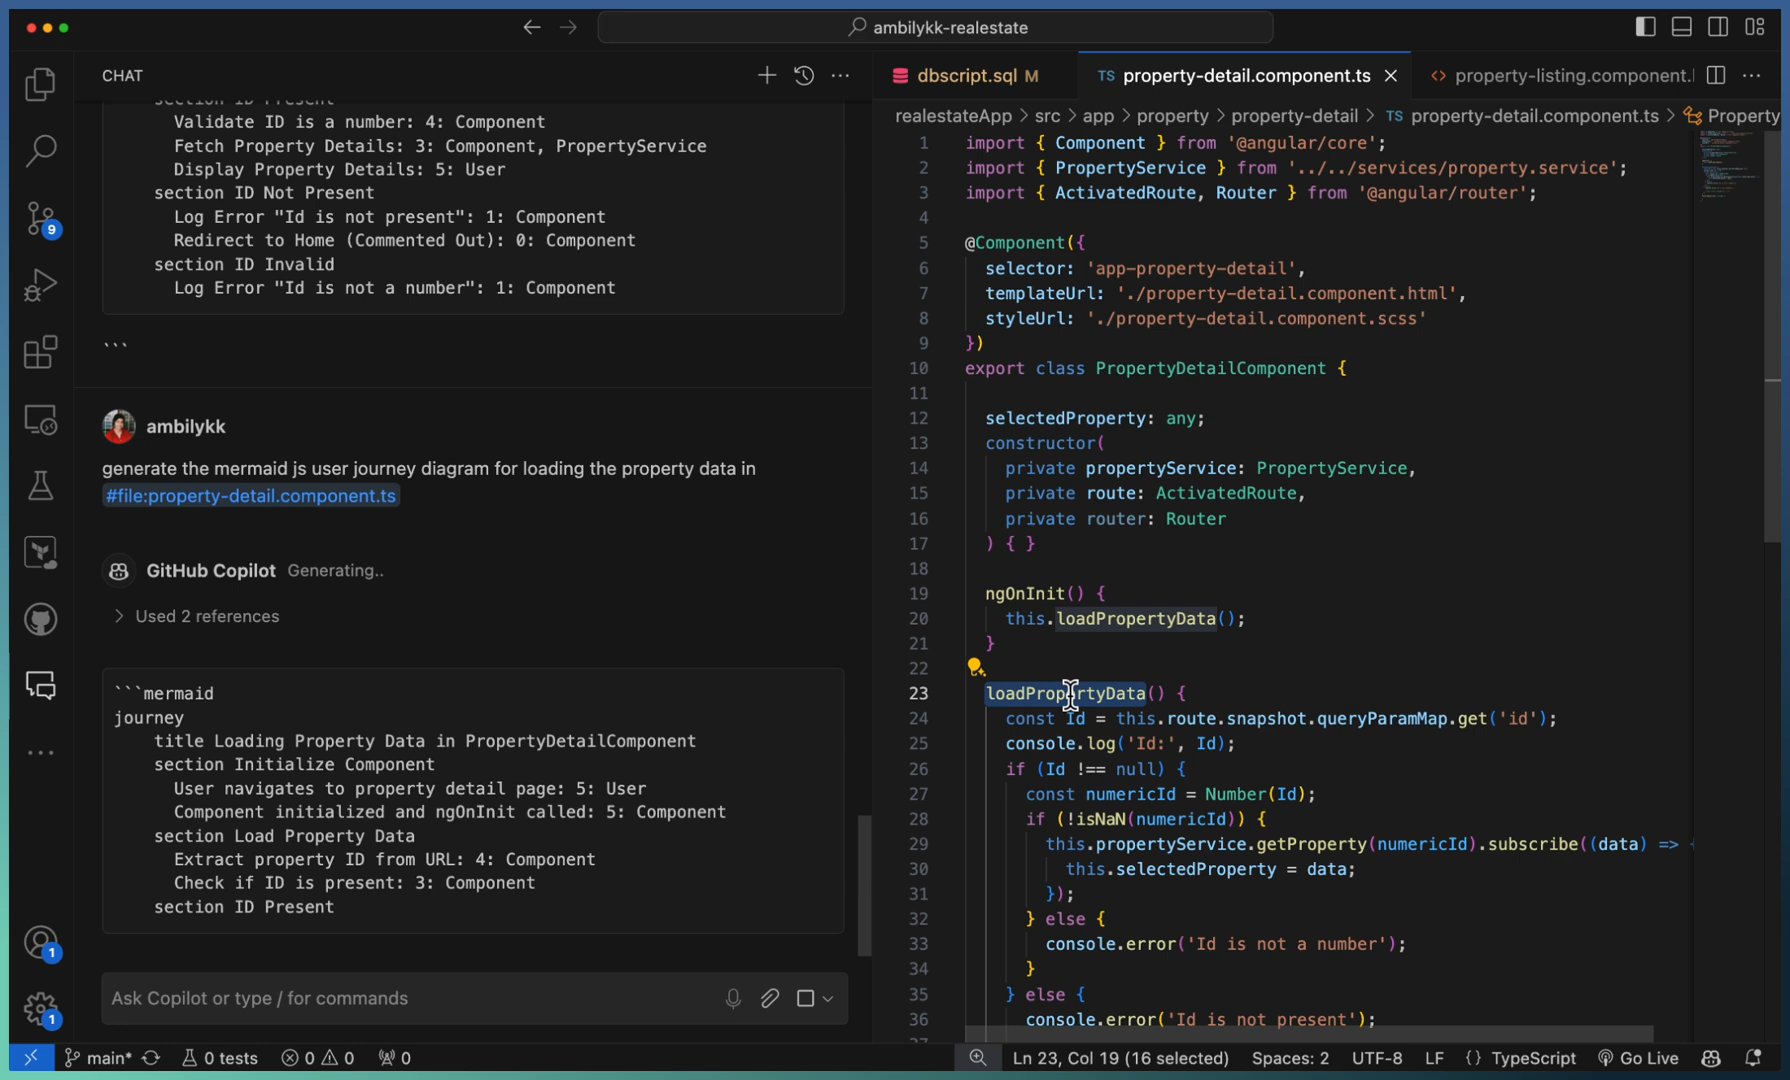 ambilykk-realestate
CHAT
section ID Present
Validate ID is a number: 4: Component
Fetch Property Details: 3: Component, PropertyService
Display Property Details: 5: User
section ID Not Present
Log Error "Id is not present": 1: Component
Redirect to Home (Commented Out): 0: Component
section ID Invalid
Log Error "Id is not a number": 1: Component
```
ambilykk
generate the mermaid js user journey diagram for loading the property data in
#file:property-detail.component.ts
GitHub Copilot Generating..
> Used 2 references
```mermaid
journey
title Loading Property Data in PropertyDetailComponent
section Initialize Component
User navigates to property detail page: 5: User
Component initialized and ngOnInit called: 5: Component
section Load Property Data
Extract property ID from URL: 4: Component
Check if ID is present: 3: Component
section ID Present
Ask Copilot or type / for commands
9
1
1
dbscript.sql M
TS property-detail.component.ts
<> property-listing.component.
realestateApp > src > app > property > property-detail > TS property-detail.component.ts > Property
1 import { Component } from '@angular/core';
2 import { PropertyService } from '../../services/property.service';
3 import { ActivatedRoute, Router } from '@angular/router';
4
5 @Component({
6 selector: 'app-property-detail',
7 templateUrl: './property-detail.component.html',
8 styleUrl: './property-detail.component.scss'
9 })
10 export class PropertyDetailComponent {
11
12 selectedProperty: any;
13 constructor(
14 private propertyService: PropertyService,
15 private route: ActivatedRoute,
16 private router: Router
17 ) { }
18
19 ngOnInit() {
20 this.loadPropertyData();
21 }
22
23 loadPropertyData() {
24 const Id = this.route.snapshot.queryParamMap.get('id');
25 console.log('Id:', Id);
26 if (Id !== null) {
27 const numericId = Number(Id);
28 if (!isNaN(numericId)) {
29 this.propertyService.getProperty(numericId).subscribe((data) => {
30 this.selectedProperty = data;
31 });
32 } else {
33 console.error('Id is not a number');
34 }
35 } else {
36 console.error('Id is not present');
37
main* 0 tests 0 0 0
Ln 23, Col 19 (16 selected) Spaces: 2 UTF-8 LF {} TypeScript Go Live